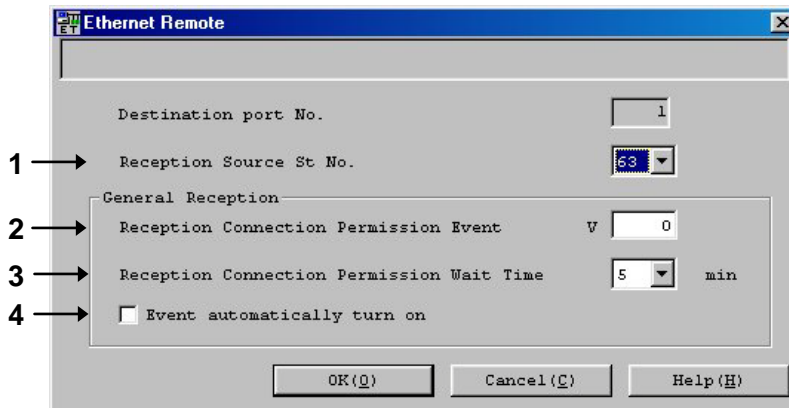 Ethernet Remote
Destination port No. 1
1 Reception Source St No. 63
General Reception
2 Reception Connection Permission Event V 0
3 Reception Connection Permission Wait Time 5 min
4 Event automatically turn on
OK(O) Cancel(C) Help(H)